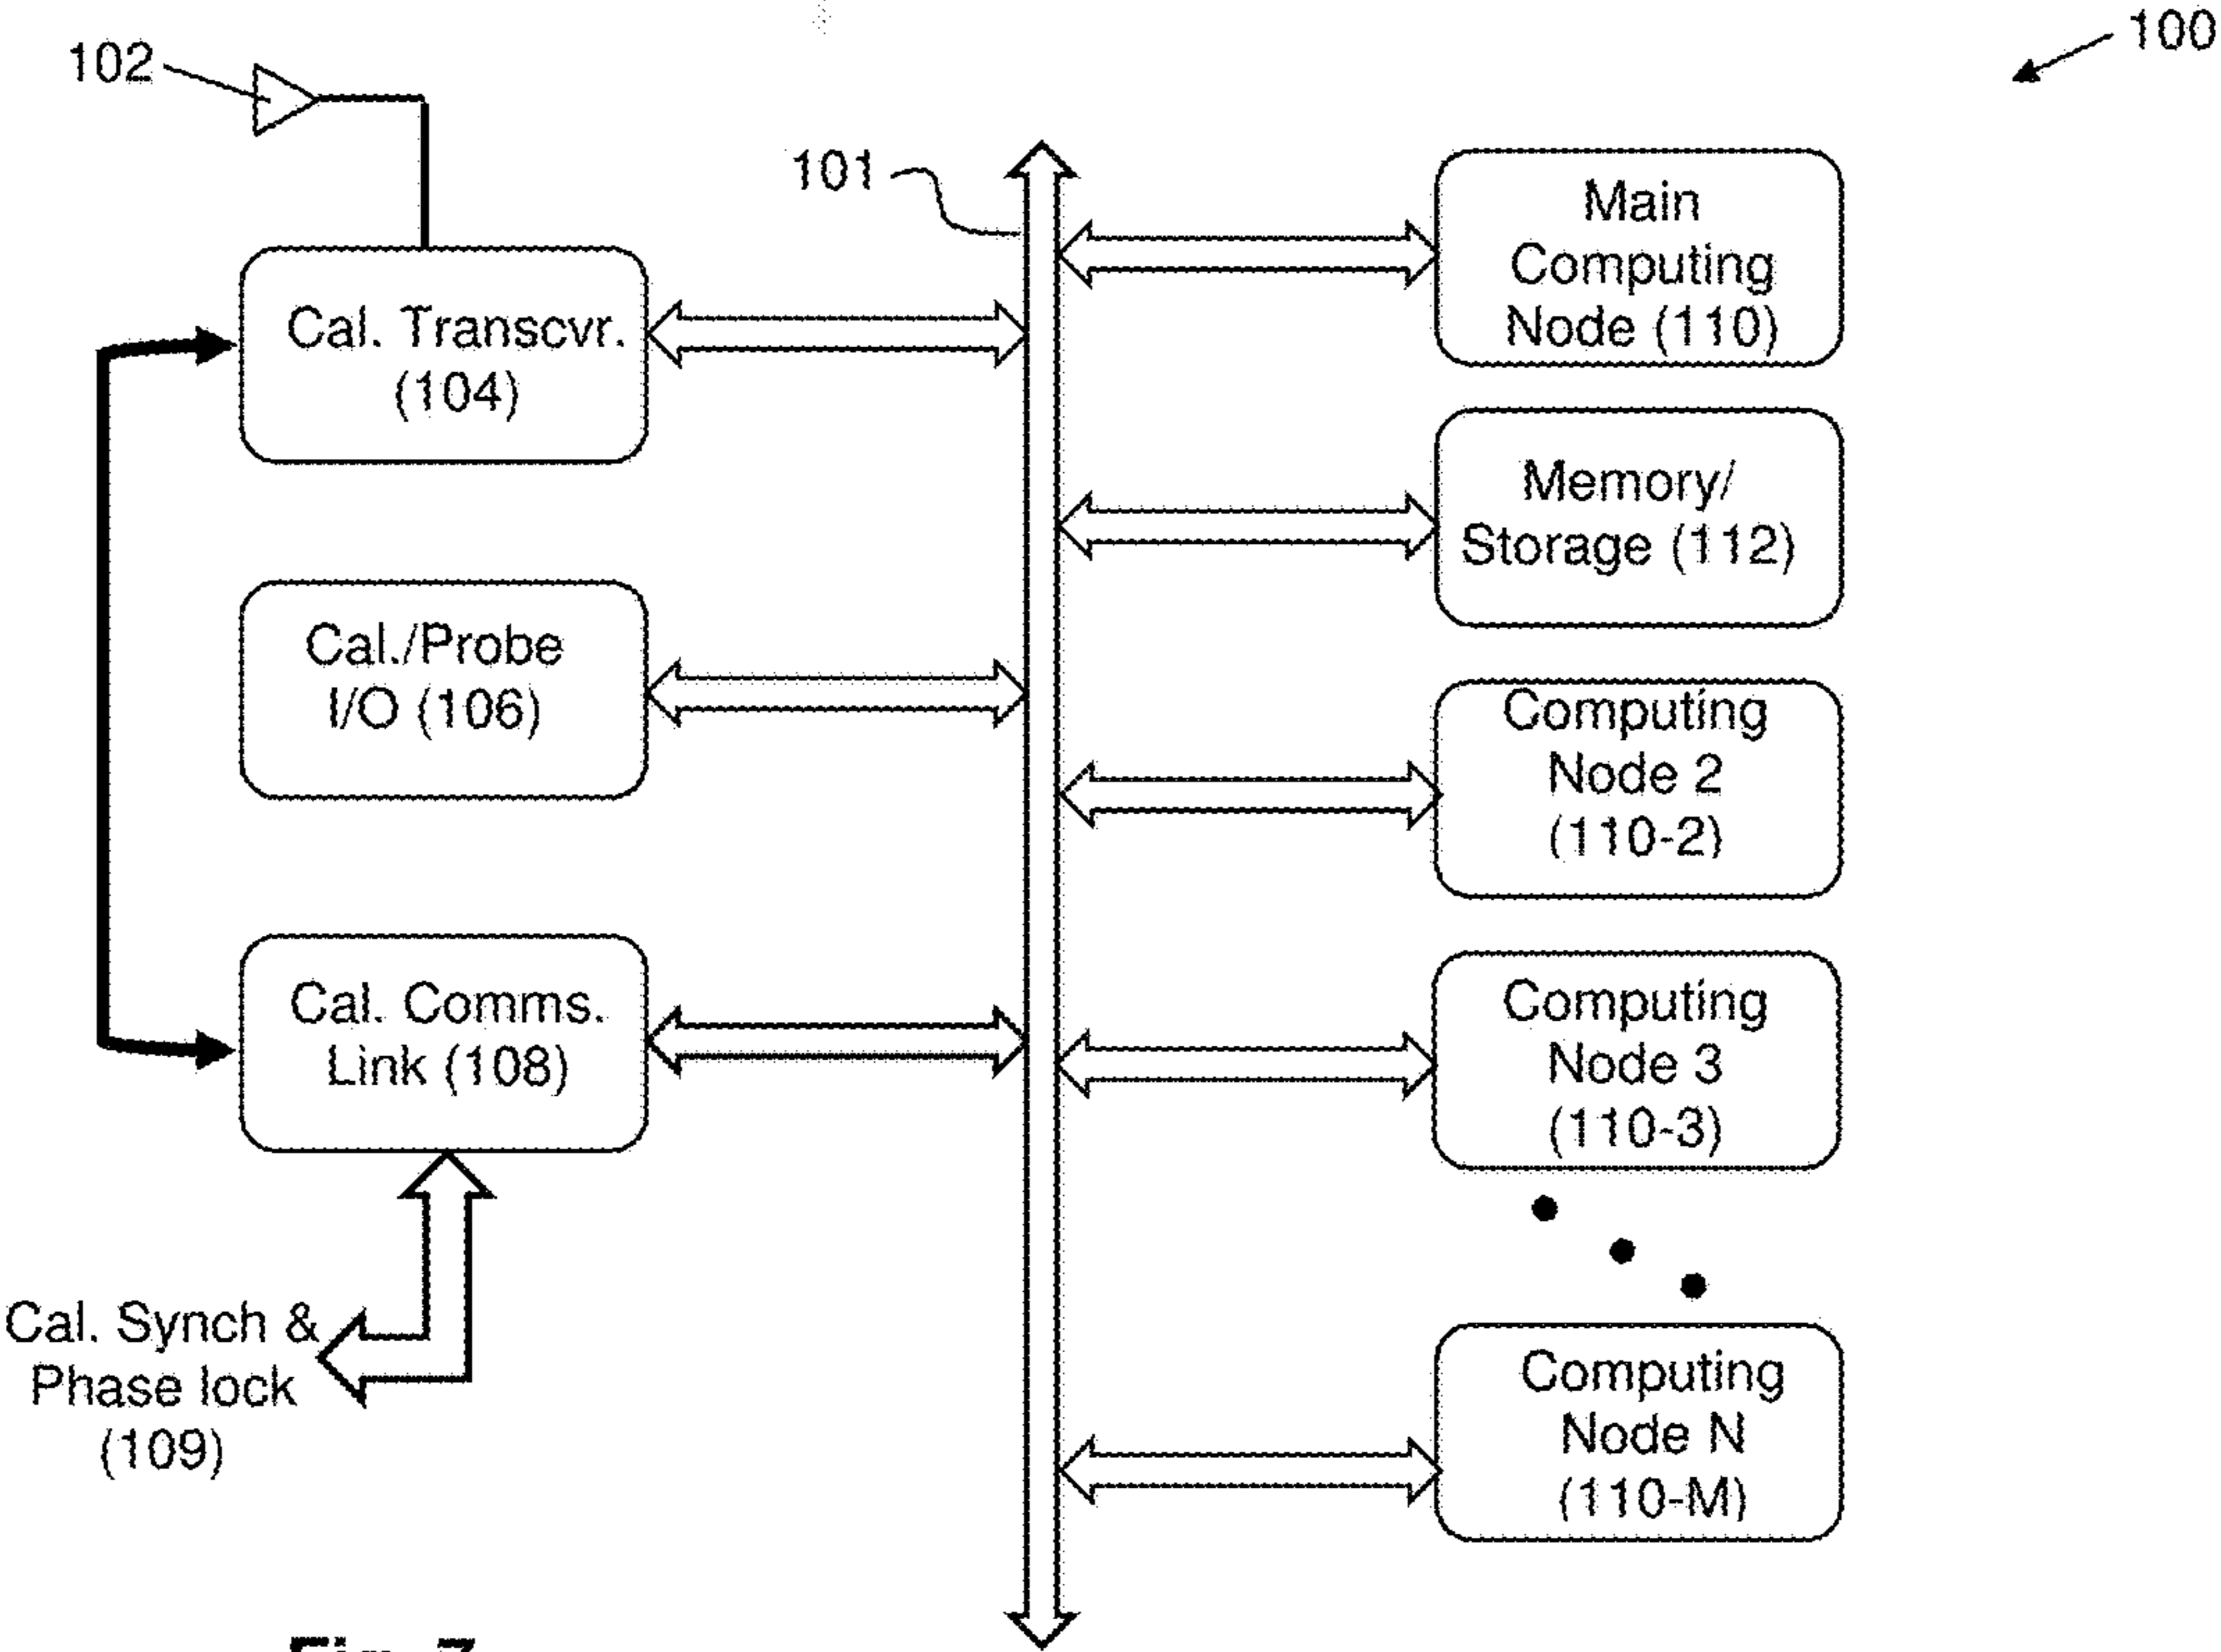 100
102
101
Cal. Transcvr.
(104)
Cal./Probe
I/O (106)
Cal. Comms.
Link (108)
Cal. Synch &
Phase lock
(109)
Main
Computing
Node (110)
Memory/
Storage (112)
Computing
Node 2
(110-2)
Computing
Node 3
(110-3)
Computing
Node N
(110-M)